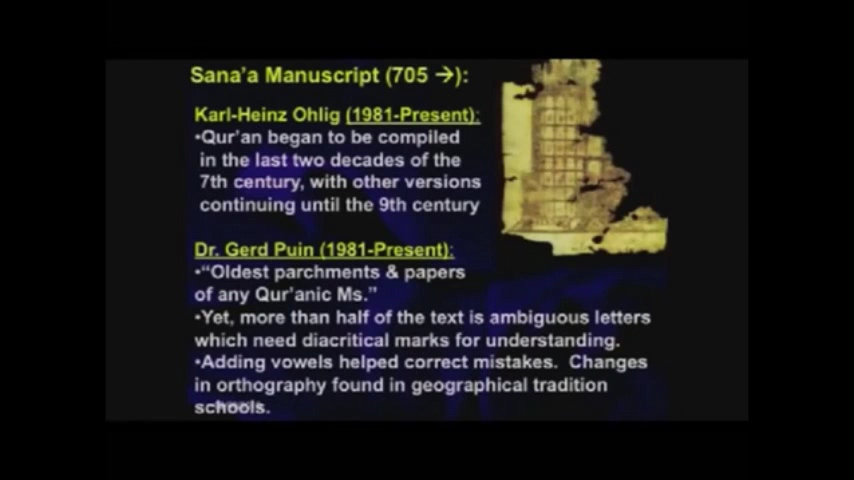 Sana'a Manuscript (705 →):
Karl-Heinz Ohlig (1981-Present):
•Qur'an began to be compiled
in the last two decades of the
7th century, with other versions
continuing until the 9th century
Dr. Gerd Puin (1981-Present):
•“Oldest parchments & papers
of any Qur'anic Ms.”
•Yet, more than half of the text is ambiguous letters
which need diacritical marks for understanding.
•Adding vowels helped correct mistakes.  Changes
in orthography found in geographical tradition
schools.